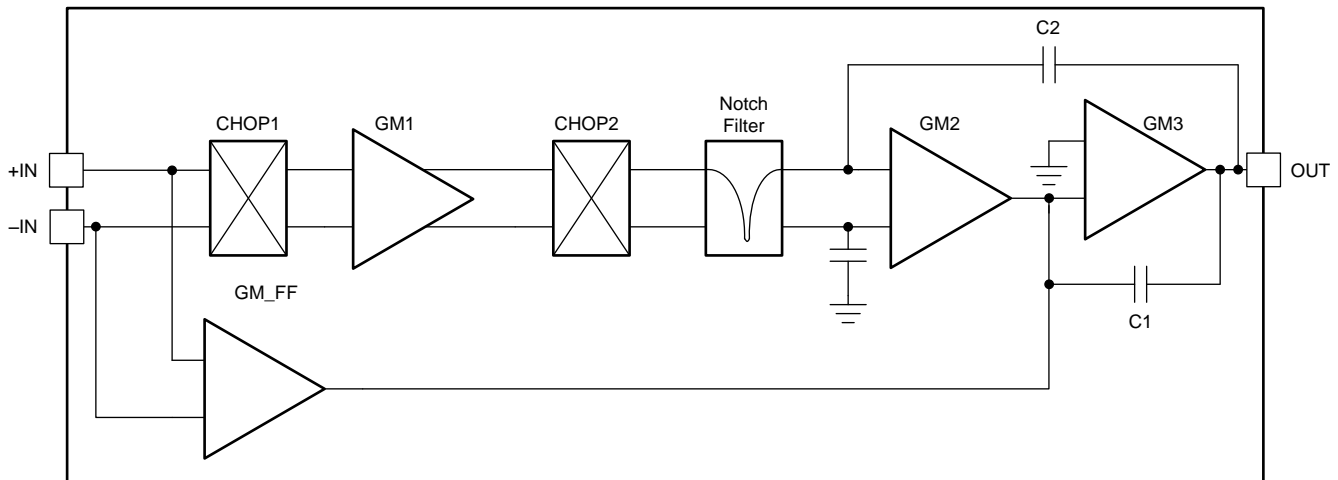 C2
Notch
Filter
CHOP1
GM1
CHOP2
GM2
GM3
+IN
–IN
OUT
GM_FF
C1